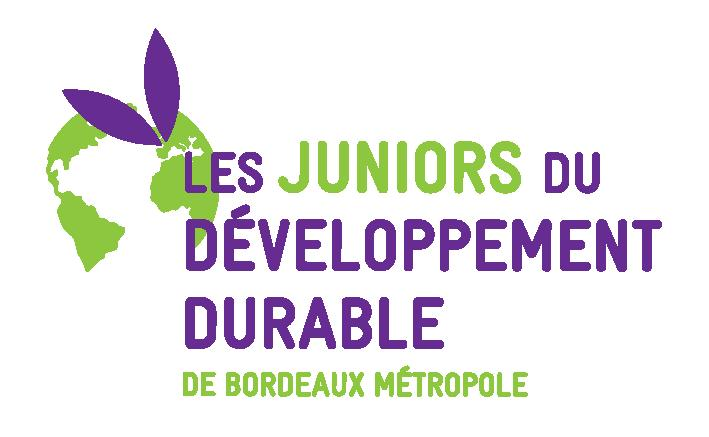 LES JUNIORS DU
DÉVELOPPEMENT
DURABLE
DE BORDEAUX MÉTROPOLE